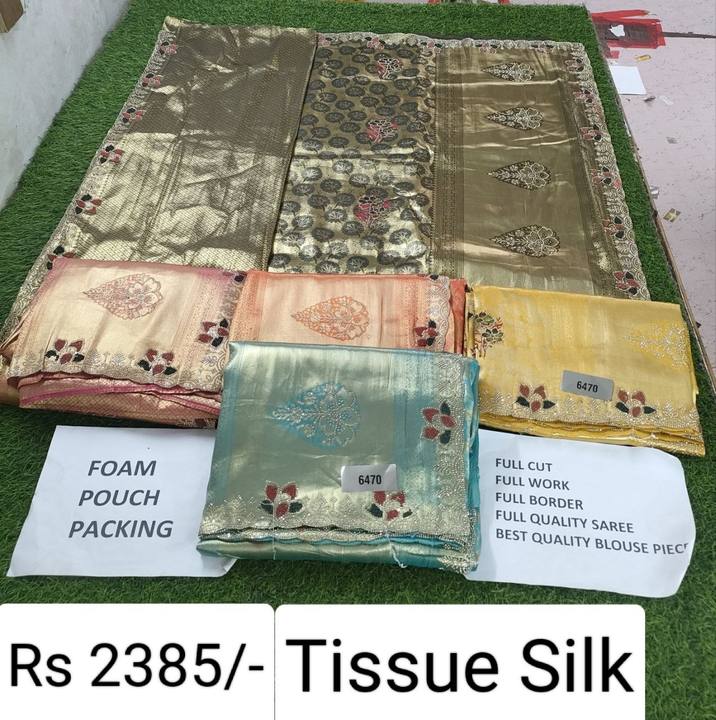 6470
6470
FOAM
POUCH
PACKING
FULL CUT
FULL WORK
FULL BORDER
FULL QUALITY SAREE
BEST QUALITY BLOUSE PIECE
Rs 2385/-
Tissue Silk